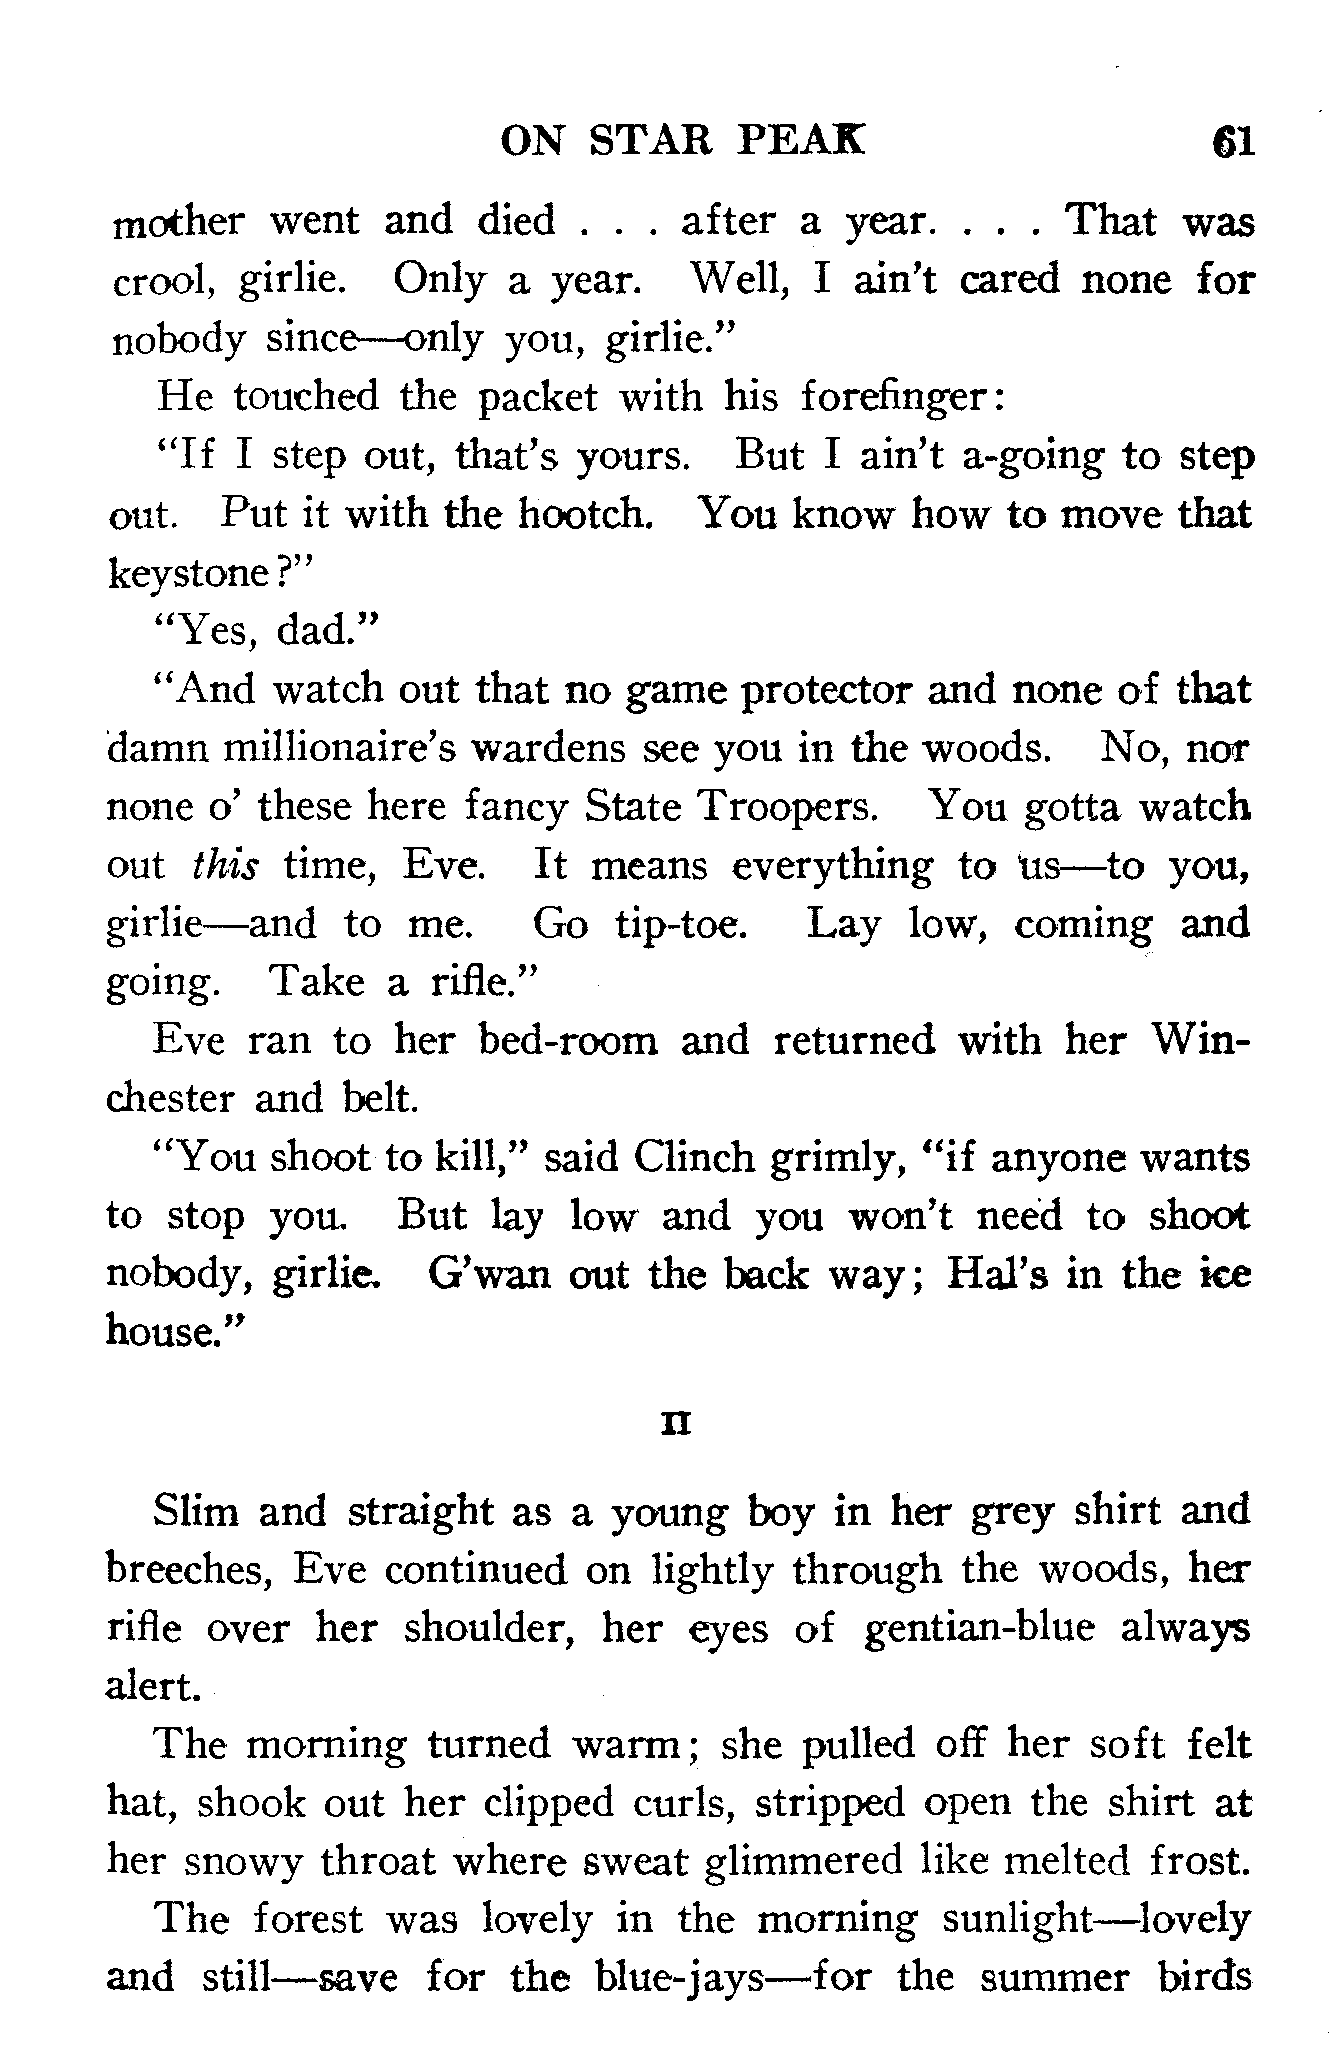 ON STAR PEAK 61
mother went and died . . . after a year. . . . That was
crool, girlie. Only a year. Well, I ain't cared none for
nobody since—only you, girlie."
He touched the packet with his forefinger:
"If I step out, that's yours. But I ain't a-going to step
out. Put it with the hootch. You know how to move that
keystone?"
"Yes, dad."
"And watch out that no game protector and none of that
damn millionaire's wardens see you in the woods. No, nor
none o' these here fancy State Troopers. You gotta watch
out this time, Eve. It means everything to us—to you,
girlie—and to me. Go tip-toe. Lay low, coming and
going. Take a rifle."
Eve ran to her bed-room and returned with her Win-
chester and belt.
"You shoot to kill," said Clinch grimly, "if anyone wants
to stop you. But lay low and you won't need to shoot
nobody, girlie. G'wan out the back way; Hal's in the ice
house."
II
Slim and straight as a young boy in her grey shirt and
breeches, Eve continued on lightly through the woods, her
rifle over her shoulder, her eyes of gentian-blue always
alert.
The morning turned warm; she pulled off her soft felt
hat, shook out her clipped curls, stripped open the shirt at
her snowy throat where sweat glimmered like melted frost.
The forest was lovely in the morning sunlight—lovely
and still—save for the blue-jays—for the summer birds